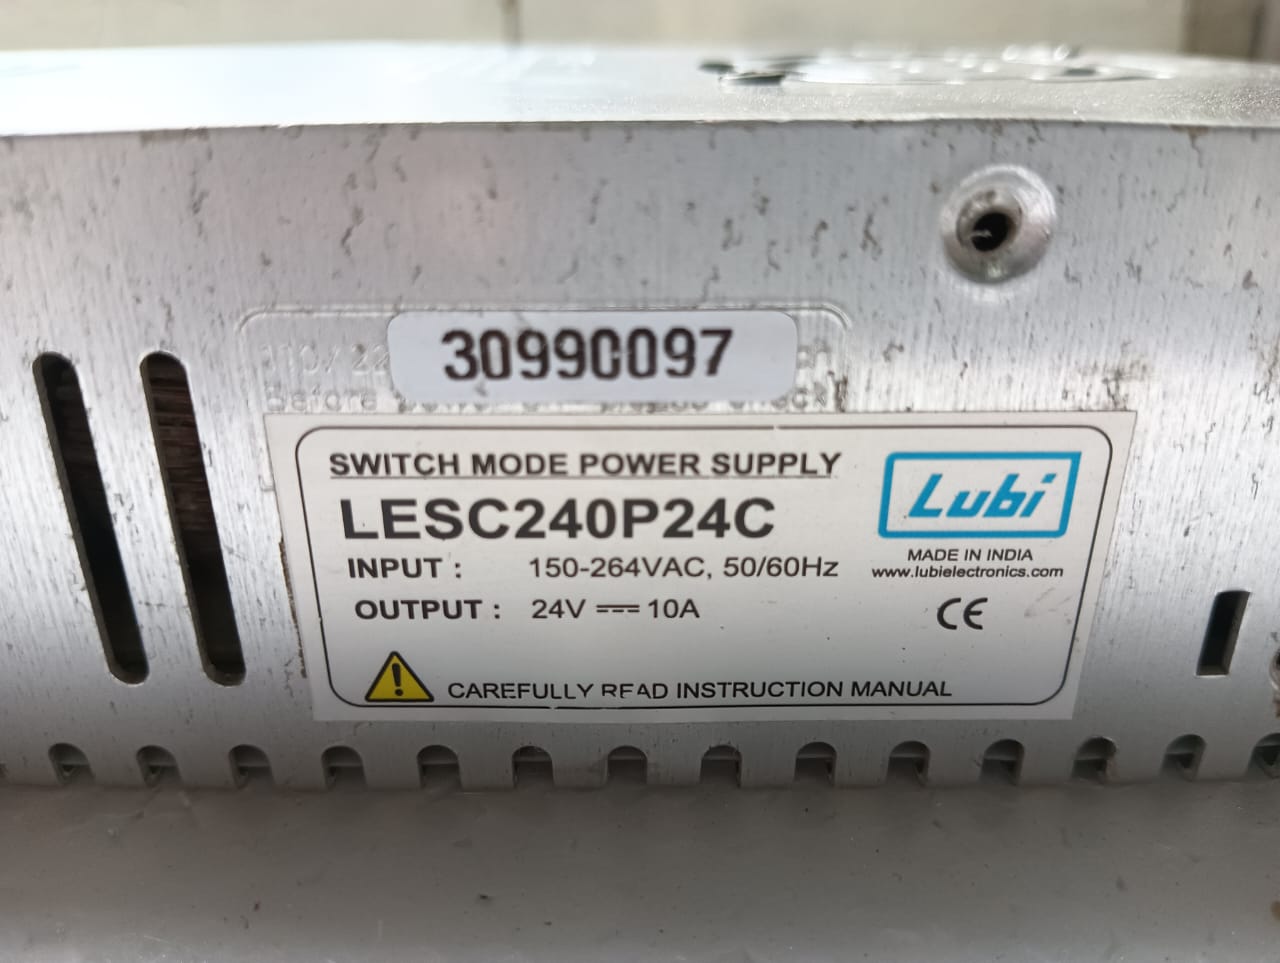 30990097
Before
SWITCH MODE POWER SUPPLY
LESC240P24C
INPUT : 150-264VAC, 50/60Hz
OUTPUT : 24V ⎓ 10A
Lubi
MADE IN INDIA
www.lubielectronics.com
CE
CAREFULLY READ INSTRUCTION MANUAL